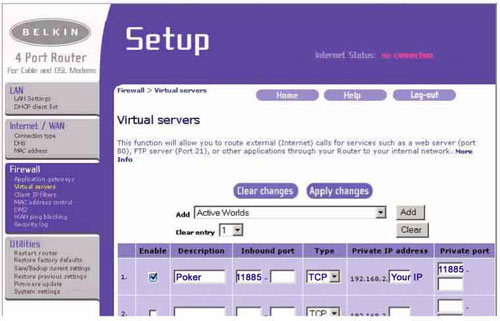 BELKIN
4 Port Router
For Cable and DSL Modems
Setup
Internet Status: no connection
LAN
LAN Settings
DHCP client list
Internet / WAN
Connection type
DNS
MAC address
Firewall
Application gateways
Virtual servers
Client IP filters
MAC address control
DMZ
WAN ping blocking
Security log
Utilities
Restart router
Restore factory defaults
Save/Backup current settings
Restore previous settings
Firmware update
System settings
Firewall > Virtual servers
Home
Help
Log-out
Virtual servers
This function will allow you to route external (Internet) calls for services such as a web server (port
80), FTP server (Port 21), or other applications through your Router to your internal network. More
Info
Clear changes
Apply changes
Add Active Worlds Add
Clear entry 1 Clear
Enable Description Inbound port Type Private IP address Private port
1. Poker 11885 - TCP 192.168.2. Your IP 11885 -
2. - TCP 192.168.2. -